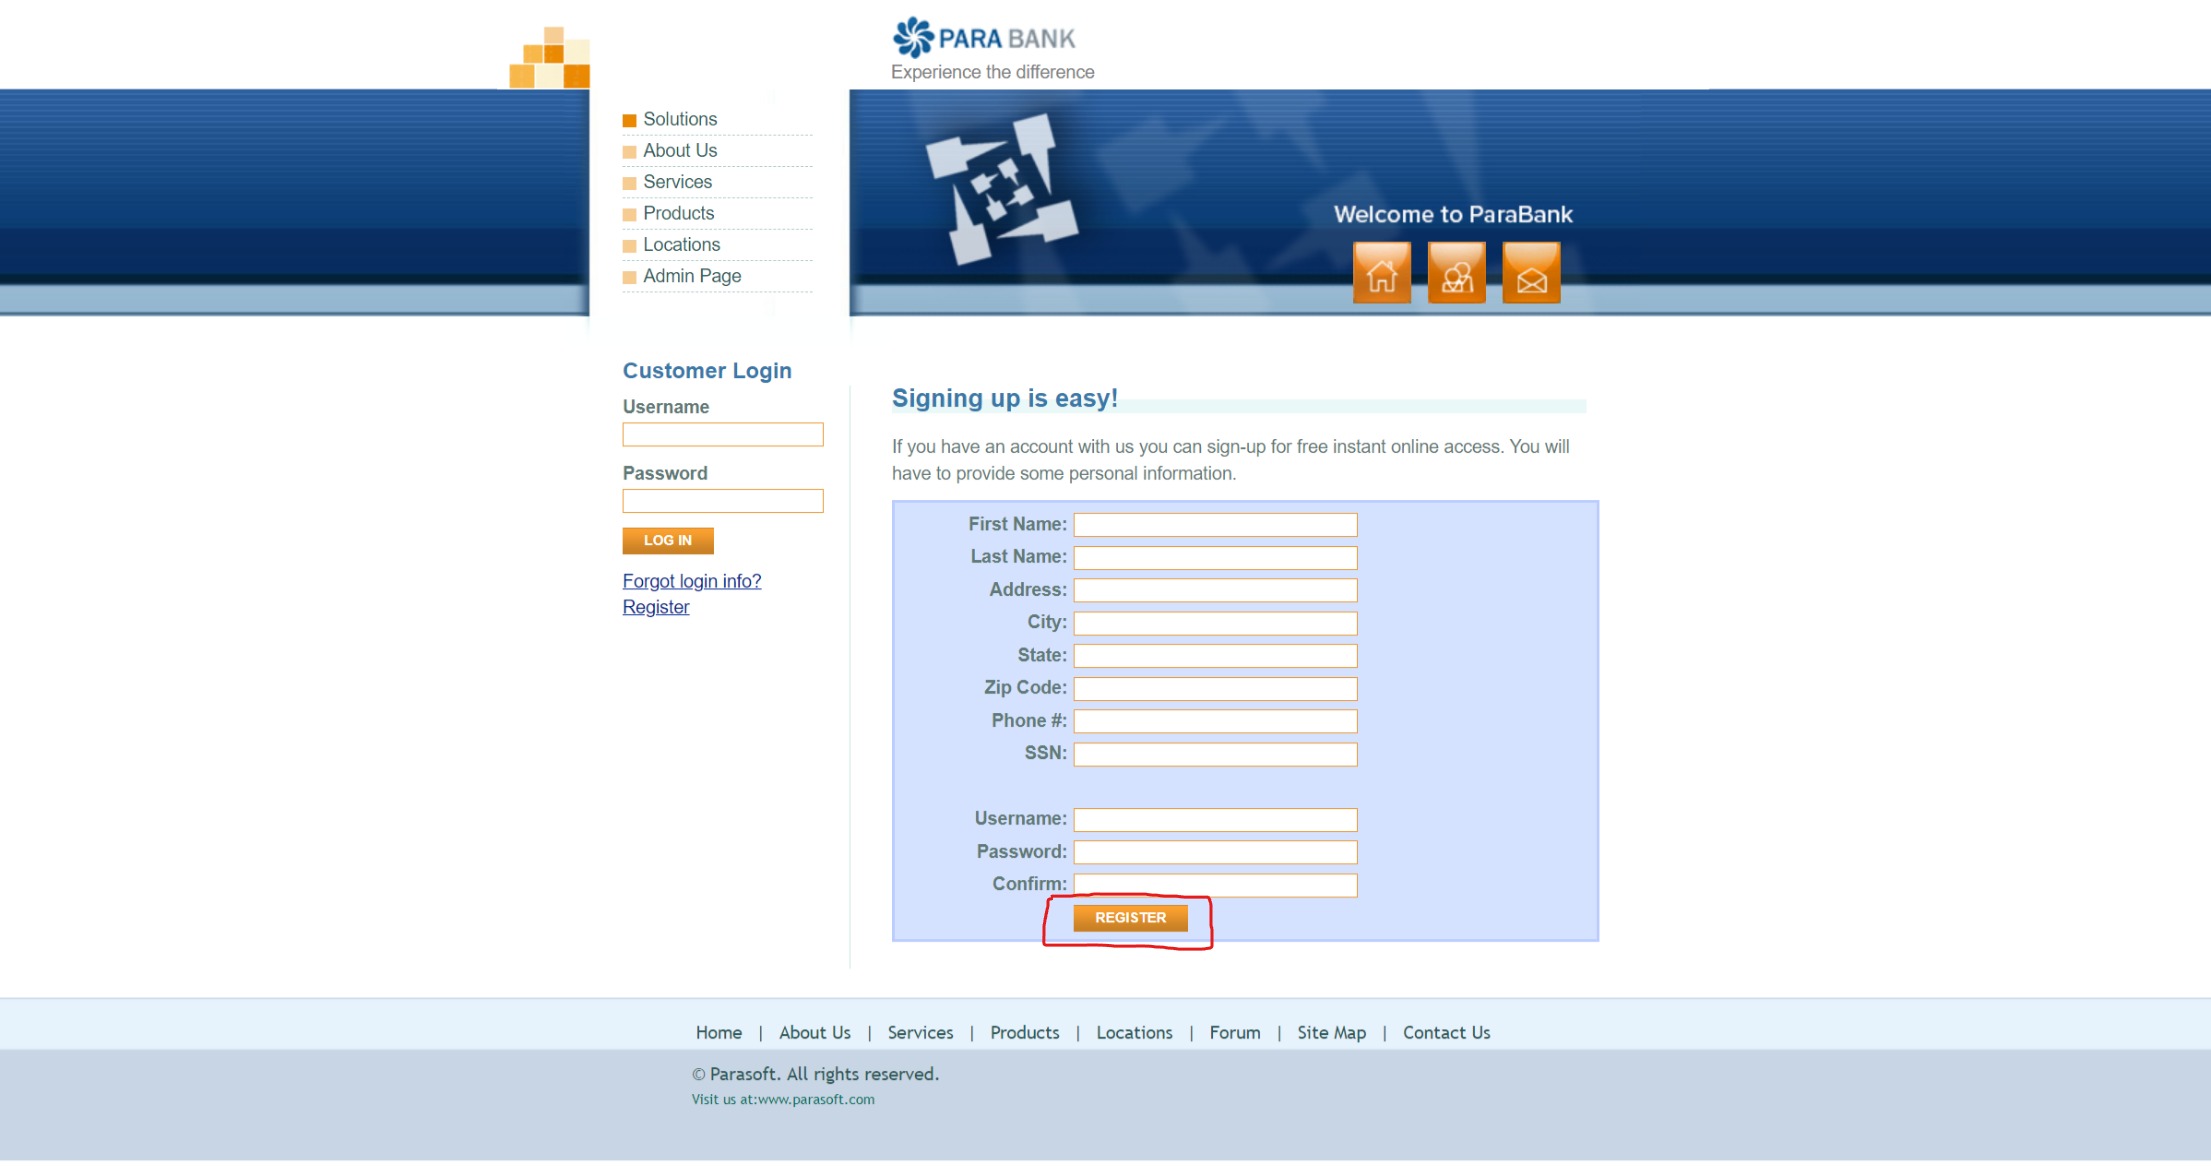 PARA BANK
Experience the difference
Solutions
About Us
Services
Products
Locations
Admin Page
Welcome to ParaBank
Customer Login
Username
Password
LOG IN
Forgot login info?
Register
Signing up is easy!
If you have an account with us you can sign-up for free instant online access. You will
have to provide some personal information.
First Name:
Last Name:
Address:
City:
State:
Zip Code:
Phone #:
SSN:
Username:
Password:
Confirm:
REGISTER
Home | About Us | Services | Products | Locations | Forum | Site Map | Contact Us
© Parasoft. All rights reserved.
Visit us at:www.parasoft.com